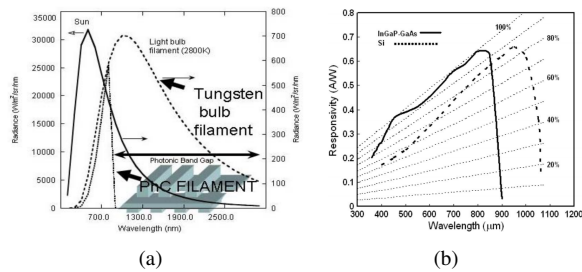 35000
30000
25000
20000
15000
10000
5000
0
Radiance (W/m²/sr/nm)
Sun
Light bulb
filament (2800K)
Tungsten
bulb
filament
Photonic Band Gap
PhC FILAMENT
800
700
600
500
400
300
200
100
0
Radiance (W/m²/sr/nm)
700.0 1300.0 1900.0 2500.0
Wavelength (nm)
(a)
0.8
0.7
0.6
0.5
0.4
0.3
0.2
0.1
0
Responsivity (A/W)
InGaP-GaAs
Si
100%
80%
60%
40%
20%
300 400 500 600 700 800 900 1000 1100 1200
Wavelength (μm)
(b)